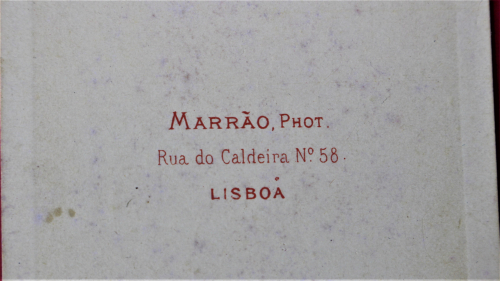 MARRÃO, PHOT.
Rua do Caldeira Nº 58.
LISBOA